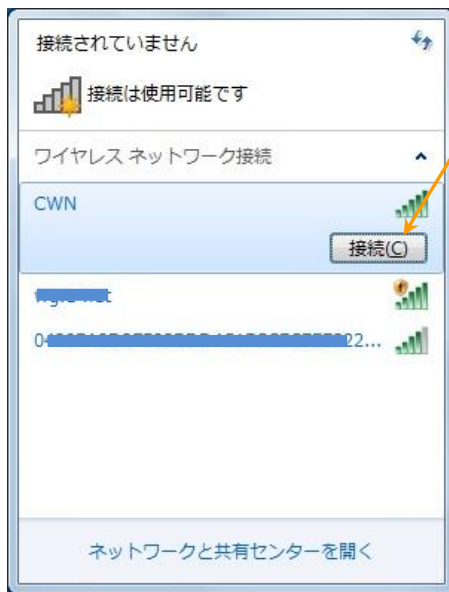 接続されていません
接続は使用可能です
ワイヤレス ネットワーク接続
CWN
接続(C)
ネットワークと共有センターを開く